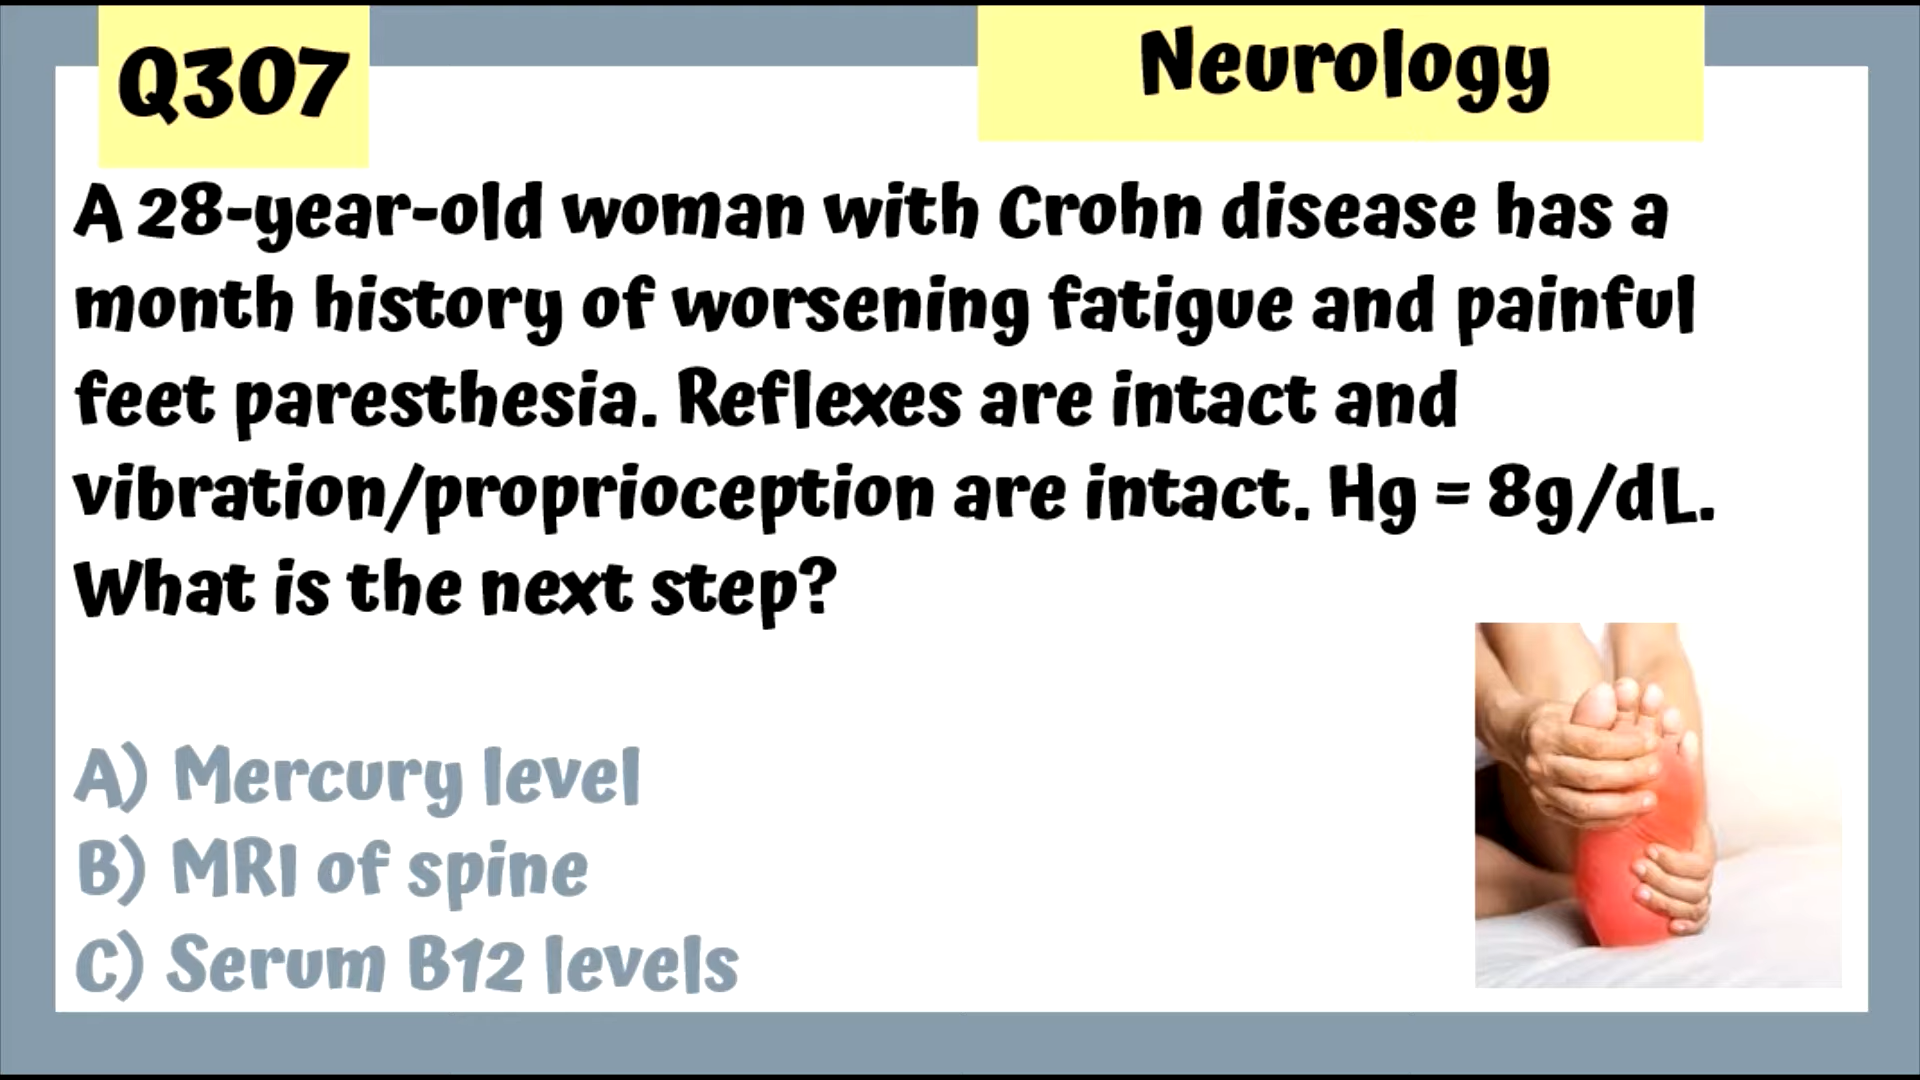 Q307
Neurology
A 28-year-old woman with Crohn disease has a
month history of worsening fatigue and painful
feet paresthesia. Reflexes are intact and
vibration/proprioception are intact. Hg = 8g/dL.
What is the next step?
A) Mercury level
B) MRI of spine
C) Serum B12 levels